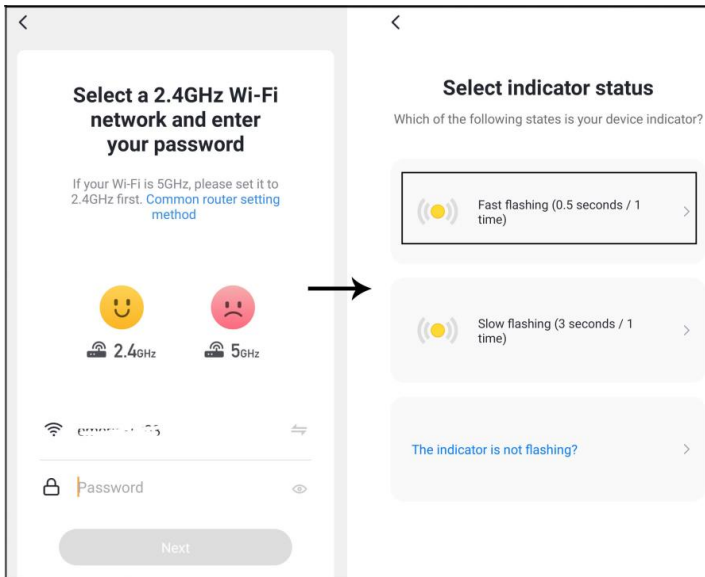 Select a 2.4GHz Wi-Fi
network and enter
your password
If your Wi-Fi is 5GHz, please set it to
2.4GHz first. Common router setting
method
2.4GHz
5GHz
Password
Next
Select indicator status
Which of the following states is your device indicator?
Fast flashing (0.5 seconds / 1
time)
Slow flashing (3 seconds / 1
time)
The indicator is not flashing?